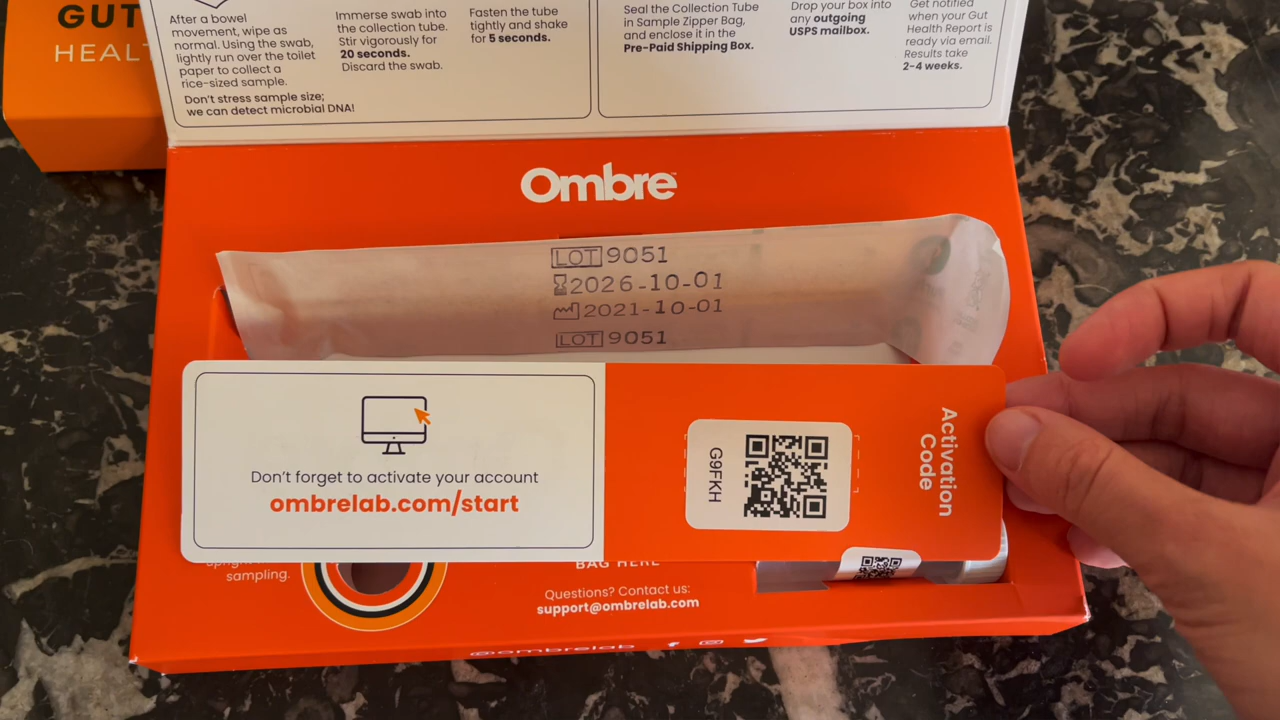 GUT
HEALT
After a bowel
movement, wipe as
normal. Using the swab,
lightly run over the toilet
paper to collect a
rice-sized sample.
Don't stress sample size;
we can detect microbial DNA!
Immerse swab into
the collection tube.
Stir vigorously for
20 seconds.
Discard the swab.
Fasten the tube
tightly and shake
for 5 seconds.
Seal the Collection Tube
in Sample Zipper Bag,
and enclose it in the
Pre-Paid Shipping Box.
Drop your box into
any outgoing
USPS mailbox.
Get notified
when your Gut
Health Report is
ready via email.
Results take
2-4 weeks.
Ombre
LOT 9051
2026-10-01
2021-10-01
LOT 9051
Don't forget to activate your account
ombrelab.com/start
G9FKH
Activation
Code
sampling.
BAG HERE
Questions? Contact us:
support@ombrelab.com
@ombrelab